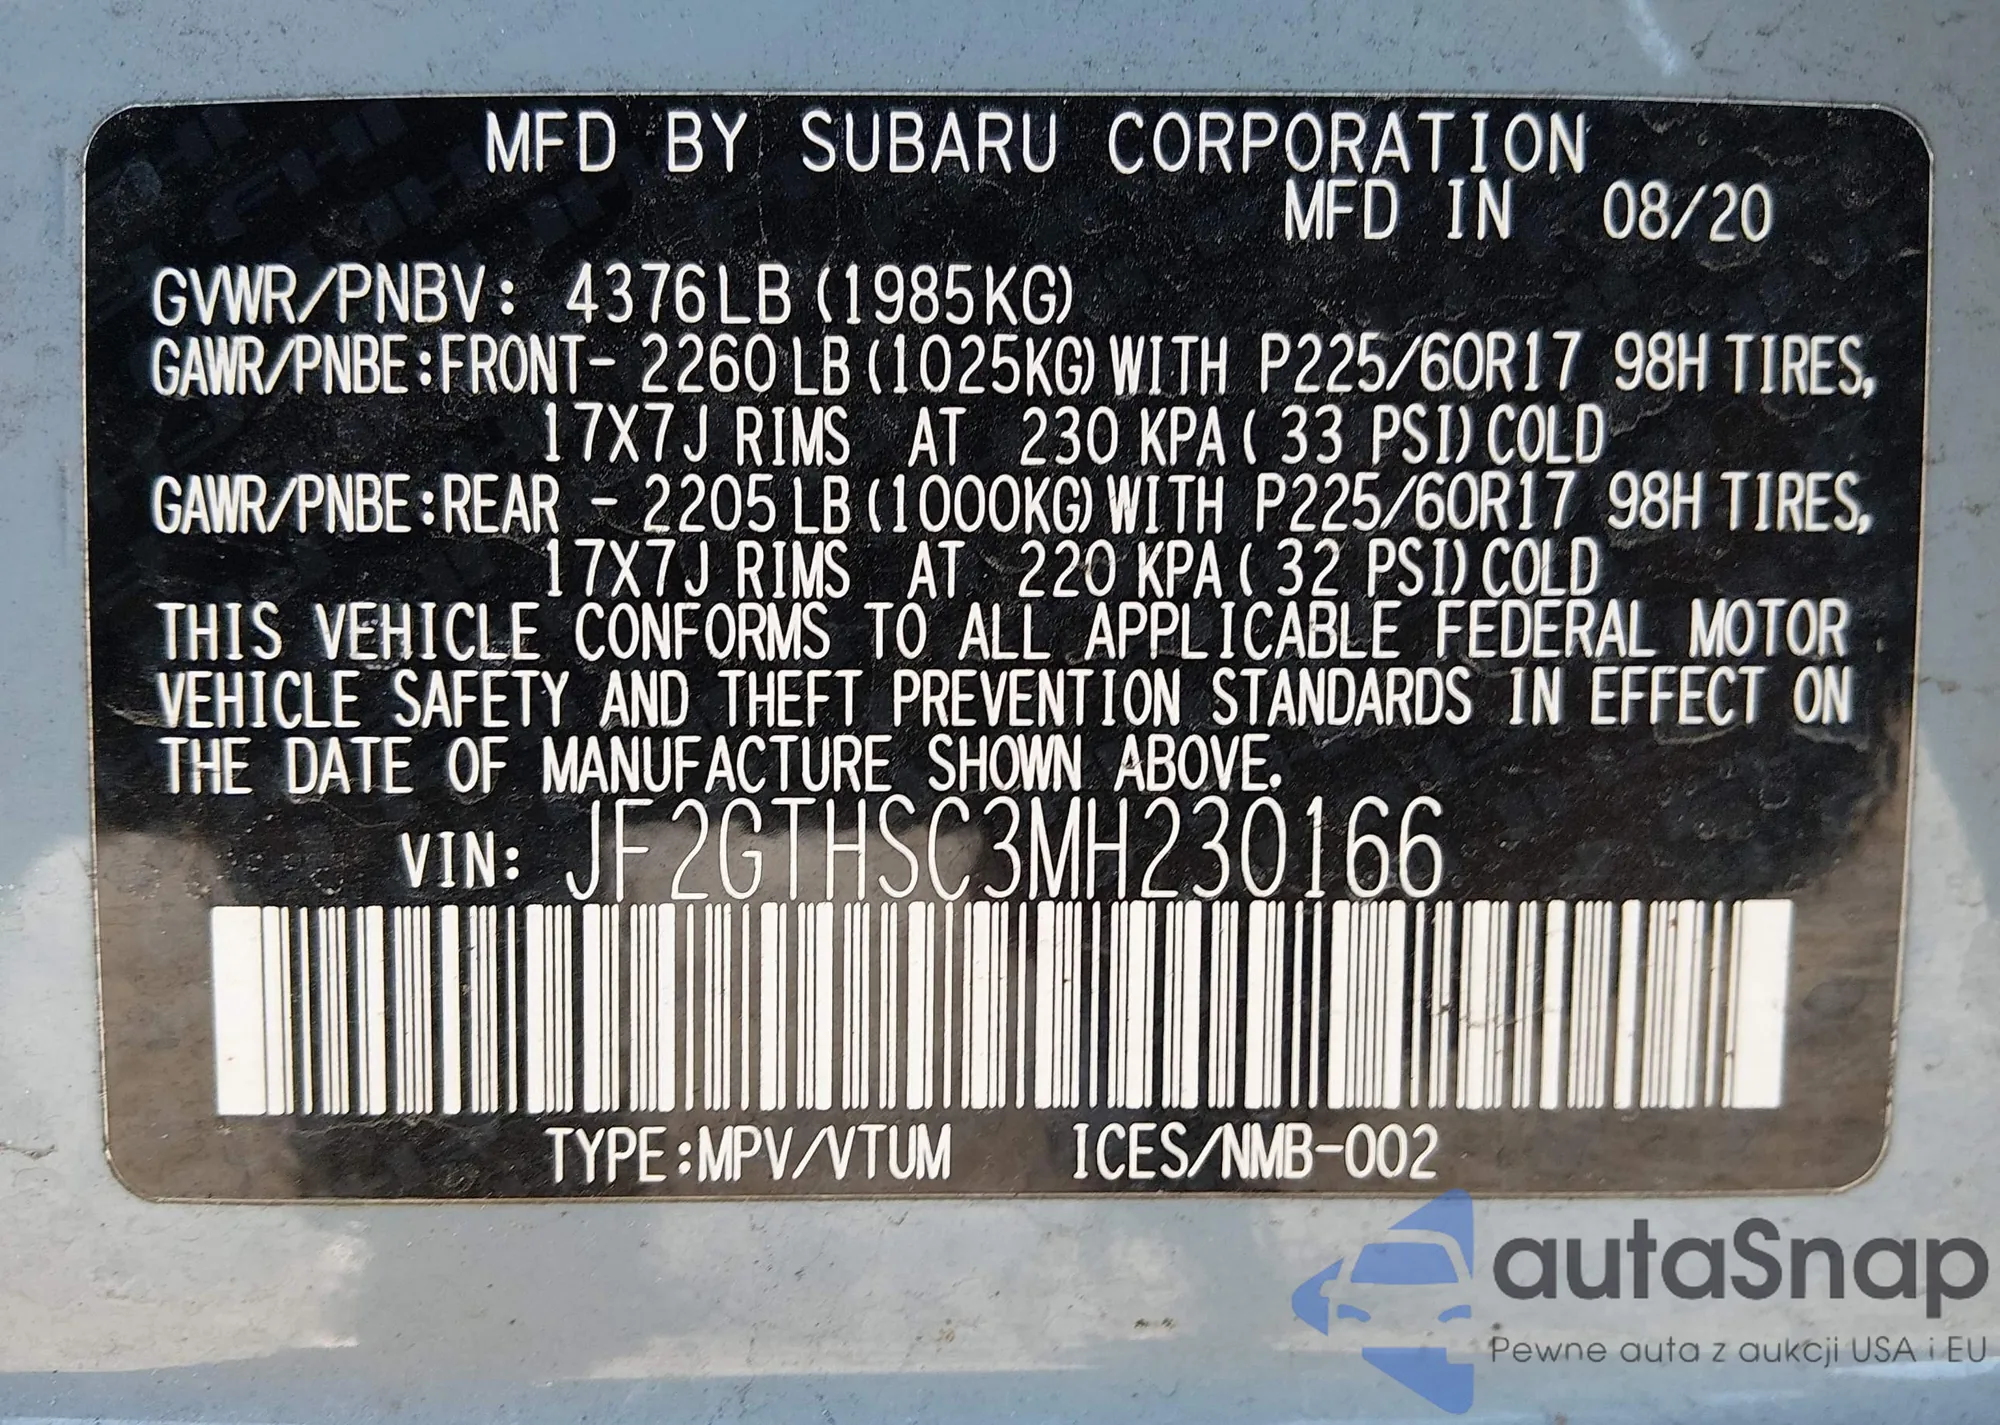 MFD BY SUBARU CORPORATION
MFD IN 08/20
GVWR/PNBV: 4376LB (1985KG)
GAWR/PNBE:FRONT- 2260LB (1025KG) WITH P225/60R17 98H TIRES,
17X7J RIMS AT 230 KPA ( 33 PSI) COLD
GAWR/PNBE:REAR - 2205LB (1000KG) WITH P225/60R17 98H TIRES,
17X7J RIMS AT 220 KPA ( 32 PSI) COLD
THIS VEHICLE CONFORMS TO ALL APPLICABLE FEDERAL MOTOR
VEHICLE SAFETY AND THEFT PREVENTION STANDARDS IN EFFECT ON
THE DATE OF MANUFACTURE SHOWN ABOVE.
VIN: JF2GTHSC3MH230166
TYPE:MPV/VTUM ICES/NMB-002
autaSnap
Pewne auta z aukcji USA i EU